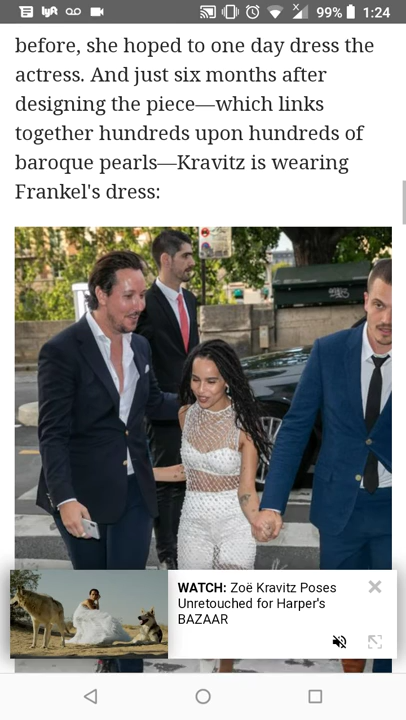 lyft
99% 1:24
before, she hoped to one day dress the
actress. And just six months after
designing the piece—which links
together hundreds upon hundreds of
baroque pearls—Kravitz is wearing
Frankel's dress:
WATCH: Zoë Kravitz Poses
Unretouched for Harper's
BAZAAR